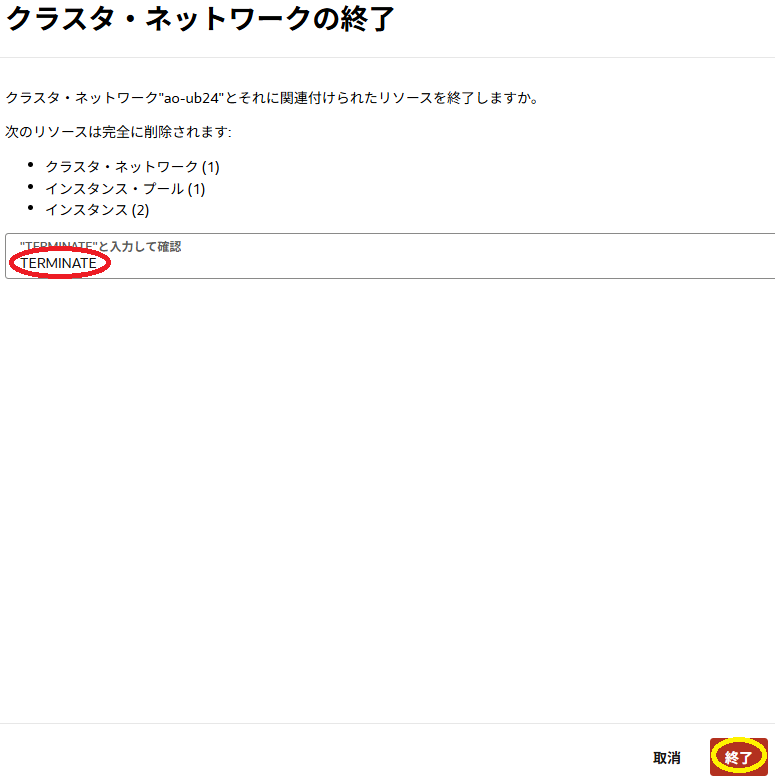 クラスタ・ネットワークの終了
クラスタ・ネットワーク"ao-ub24"とそれに関連付けられたリソースを終了しますか。
次のリソースは完全に削除されます:
クラスタ・ネットワーク (1)
インスタンス・プール (1)
インスタンス (2)
"TERMINATE"と入力して確認
TERMINATE
取消
終了